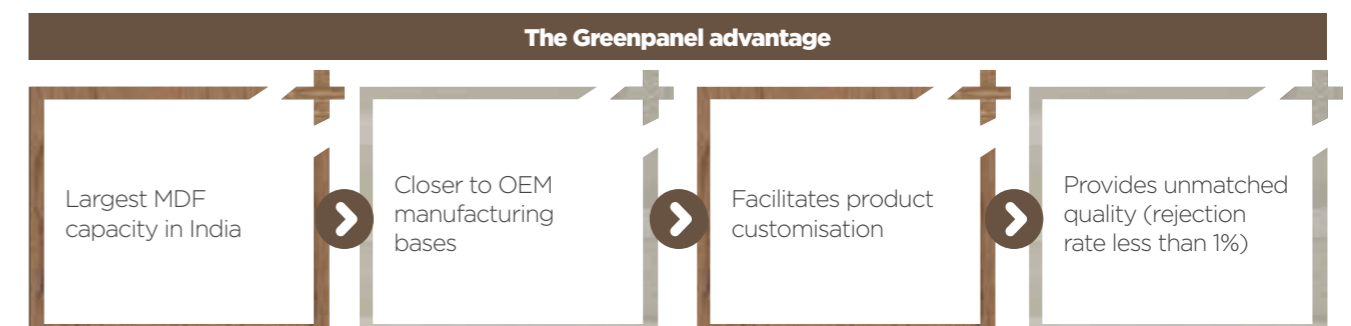 The Greenpanel advantage
Largest MDF
capacity in India
Closer to OEM
manufacturing
bases
Facilitates product
customisation
Provides unmatched
quality (rejection
rate less than 1%)